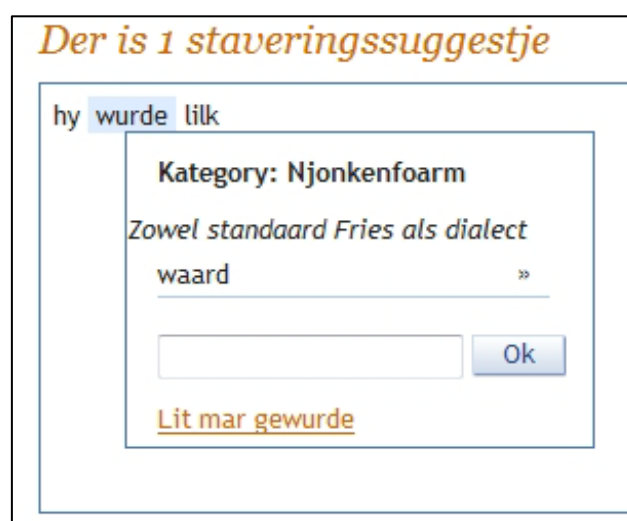 Der is 1 staveringssuggestje
hy wurde lilk
Kategory: Njonkenfoarm
Zowel standaard Fries als dialect
waard »
Ok
Lit mar gewurde